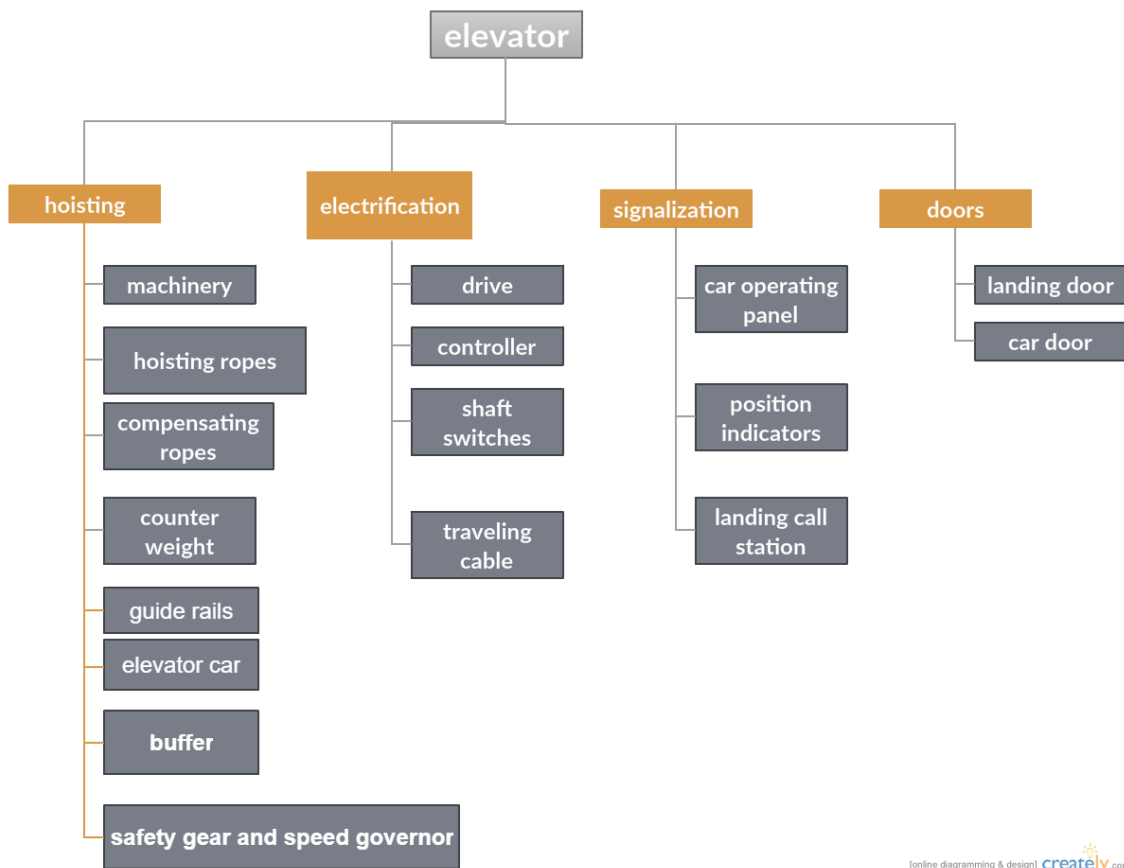 elevator
hoisting
electrification
signalization
doors
machinery
hoisting ropes
compensating
ropes
counter
weight
guide rails
elevator car
buffer
safety gear and speed governor
drive
controller
shaft
switches
traveling
cable
car operating
panel
position
indicators
landing call
station
landing door
car door
[online diagramming & design] creately.com